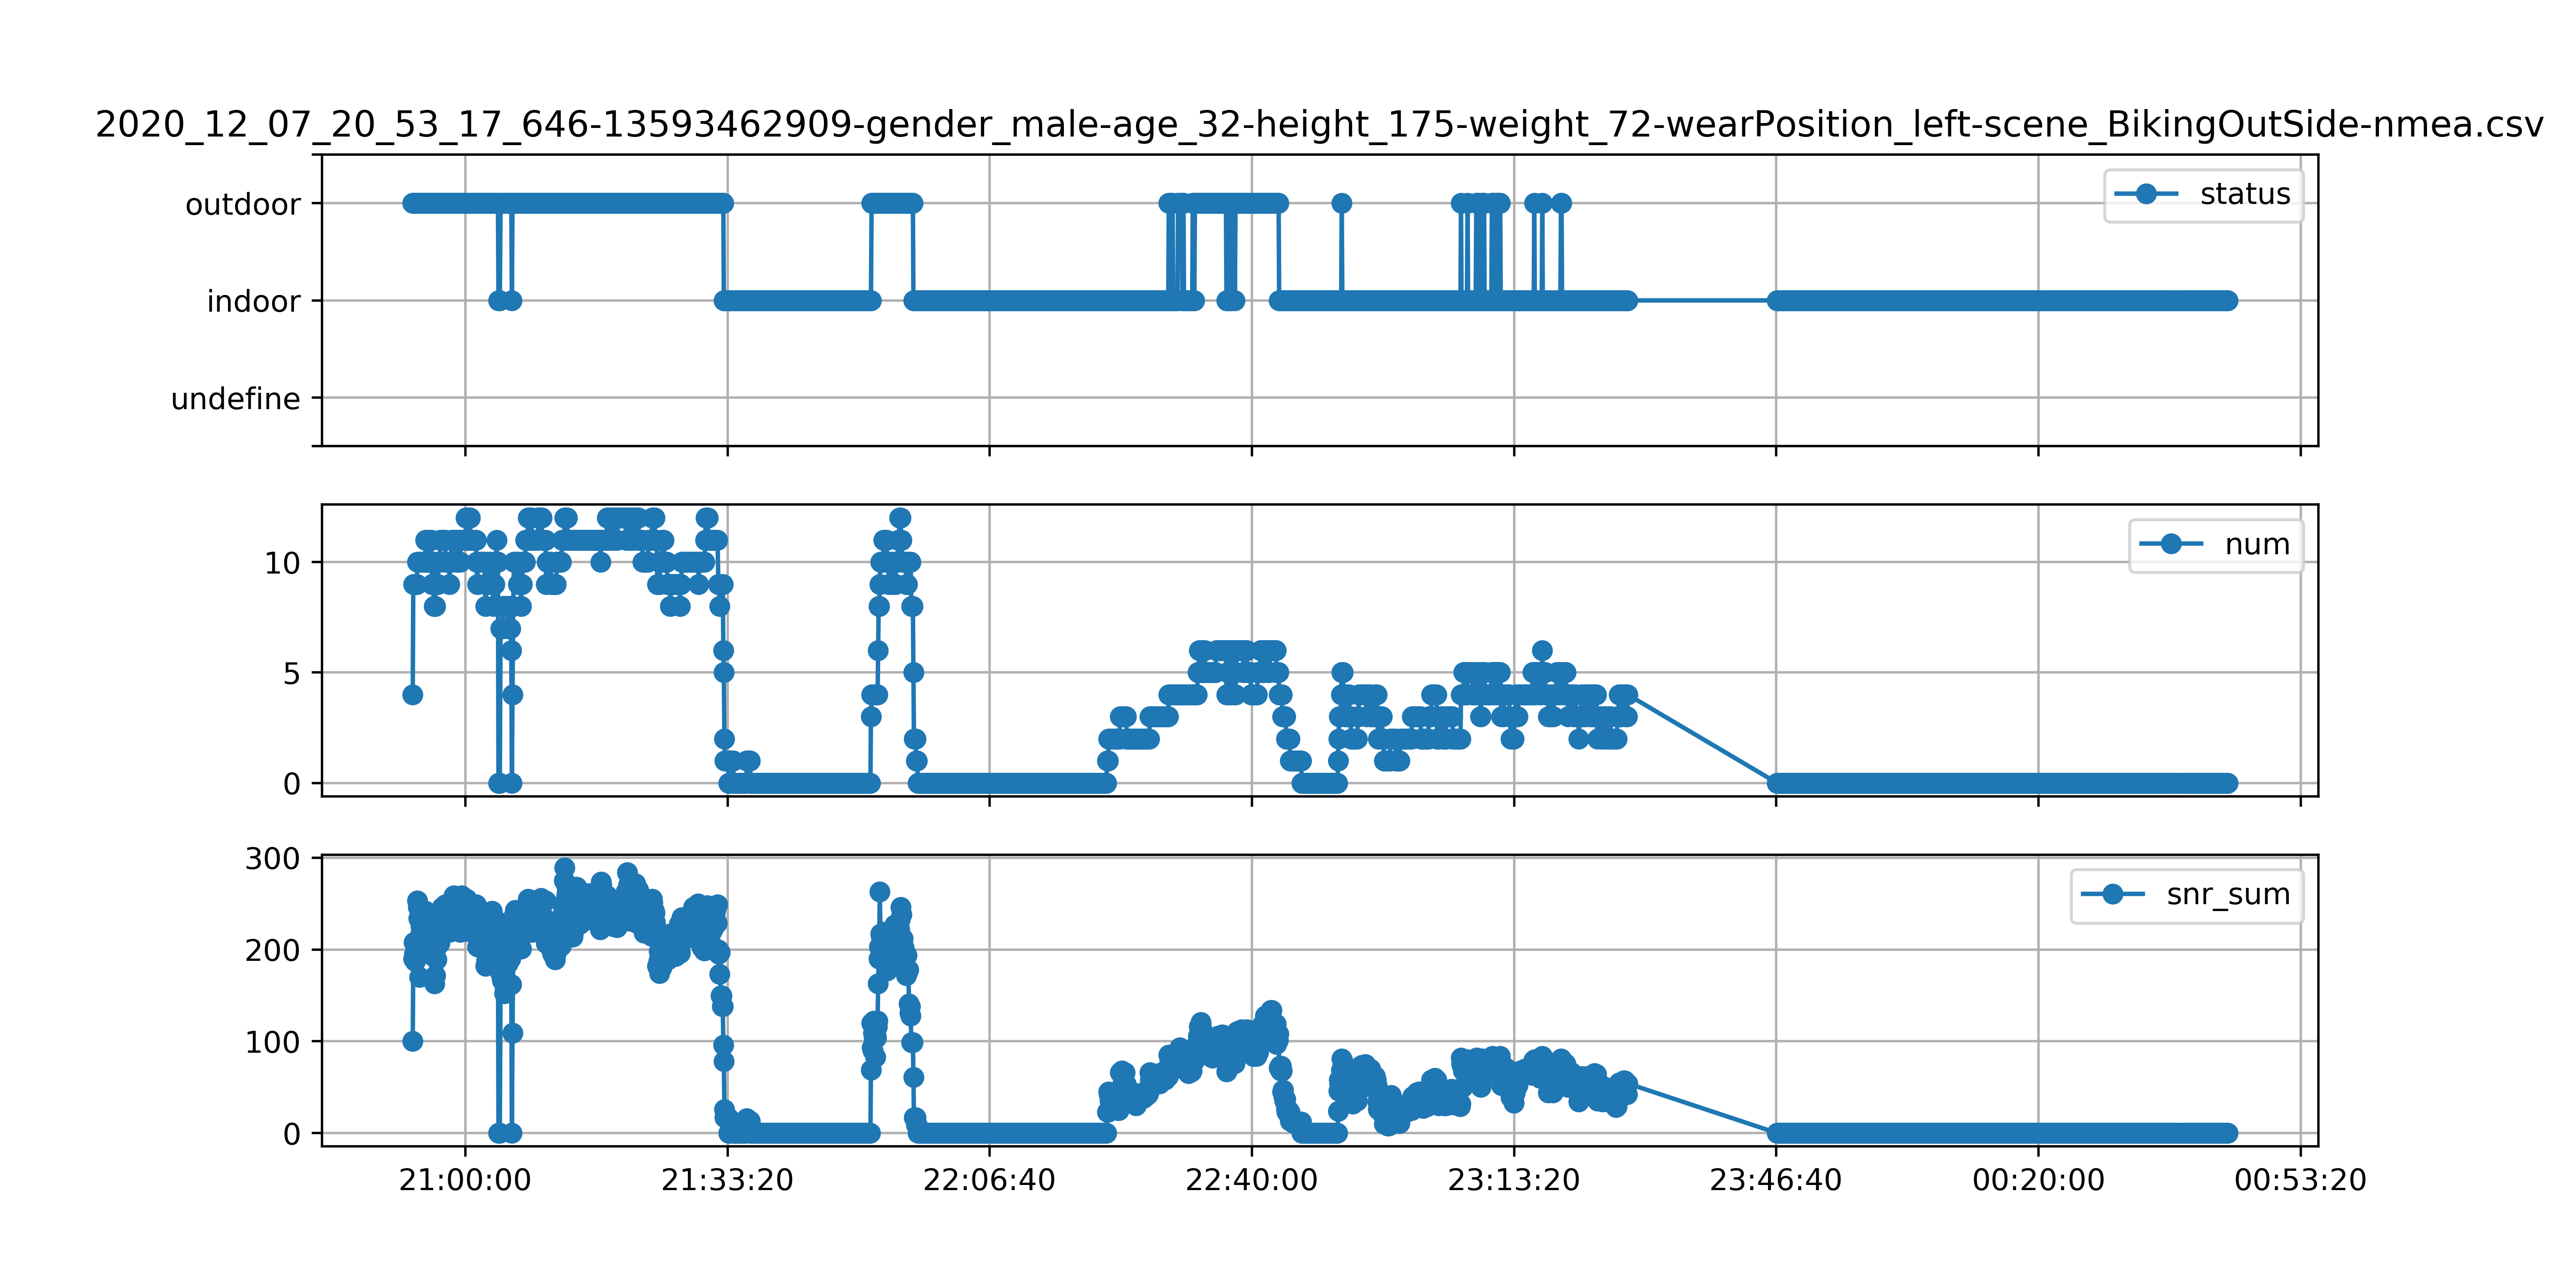 2020_12_07_20_53_17_646-13593462909-gender_male-age_32-height_175-weight_72-wearPosition_left-scene_BikingOutSide-nmea.csv
outdoor
indoor
undefine
status
10
5
0
num
300
200
100
0
snr_sum
21:00:00 21:33:20 22:06:40 22:40:00 23:13:20 23:46:40 00:20:00 00:53:20